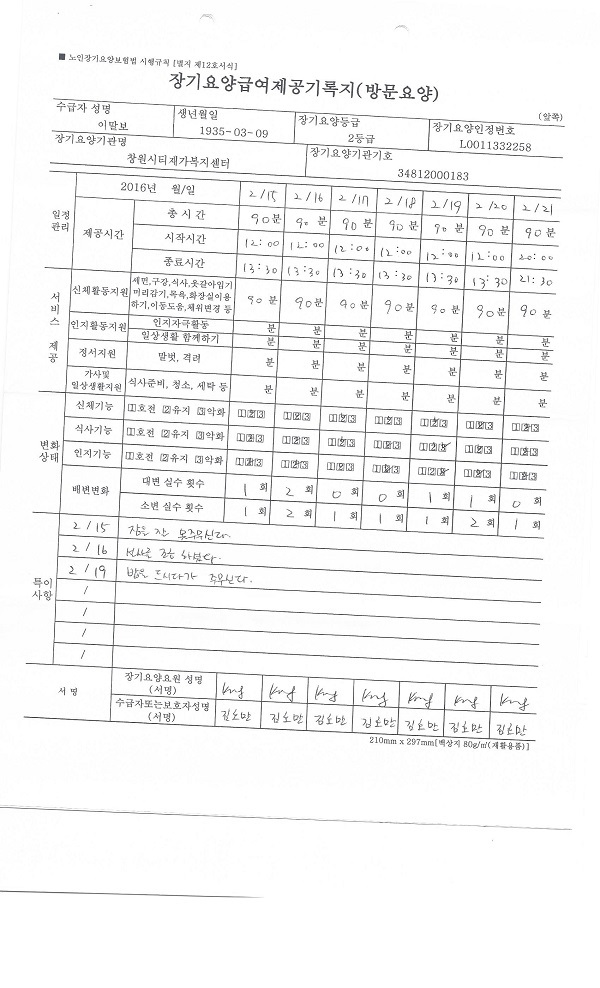 ■ 노인장기요양보험법 시행규칙 [별지 제12호서식]
장기요양급여제공기록지(방문요양)
(앞쪽)
수급자 성명 생년월일 장기요양등급 장기요양인정번호
이말보 1935-03-09 2등급 L0011332258
장기요양기관명 장기요양기관기호
창원시티재가복지센터 34812000183
일정관리 2016년 월/일 2/15 2/16 2/17 2/18 2/19 2/20 2/21
제공시간 총 시 간 90분 90분 90분 90분 90분 90분 90분
시작시간 12:00 12:00 12:00 12:00 12:00 12:00 20:00
종료시간 13:30 13:30 13:30 13:30 13:30 13:30 21:30
서비스 제공
신체활동지원 세면,구강,식사,옷갈아입기 90분 90분 90분 90분 90분 90분 90분
머리감기,목욕,화장실이용
하기,이동도움,체위변경 등
인지활동지원 인지자극활동 분 분 분 분 분 분 분
일상생활 함께하기 분 분 분 분 분 분 분
정서지원 말벗, 격려 분 분 분 분 분 분 분
가사및
일상생활지원 식사준비, 청소, 세탁 등 분 분 분 분 분 분 분
변화상태
신체기능 1호전 2유지 3악화 123 123 123 123 123 123 123
식사기능 1호전 2유지 3악화 123 123 123 123 123 123 123
인지기능 1호전 2유지 3악화 123 123 123 123 123 123 123
배변변화 대변 실수 횟수 1회 2회 0회 0회 1회 1회 0회
소변 실수 횟수 1회 2회 1회 1회 1회 2회 1회
특이사항
2/15 잠을 잔 못주무신다.
2/16 조금 하셨다.
2/19 밥을 드시다가 주무신다.
/
/
/
/
서 명 장기요양요원 성명
(서명)
수급자또는보호자성명 김호만 김호만 김호만 김호만 김호만 김호만 김호만
(서명)
210mm x 297mm[백상지 80g/㎡(재활용품)]